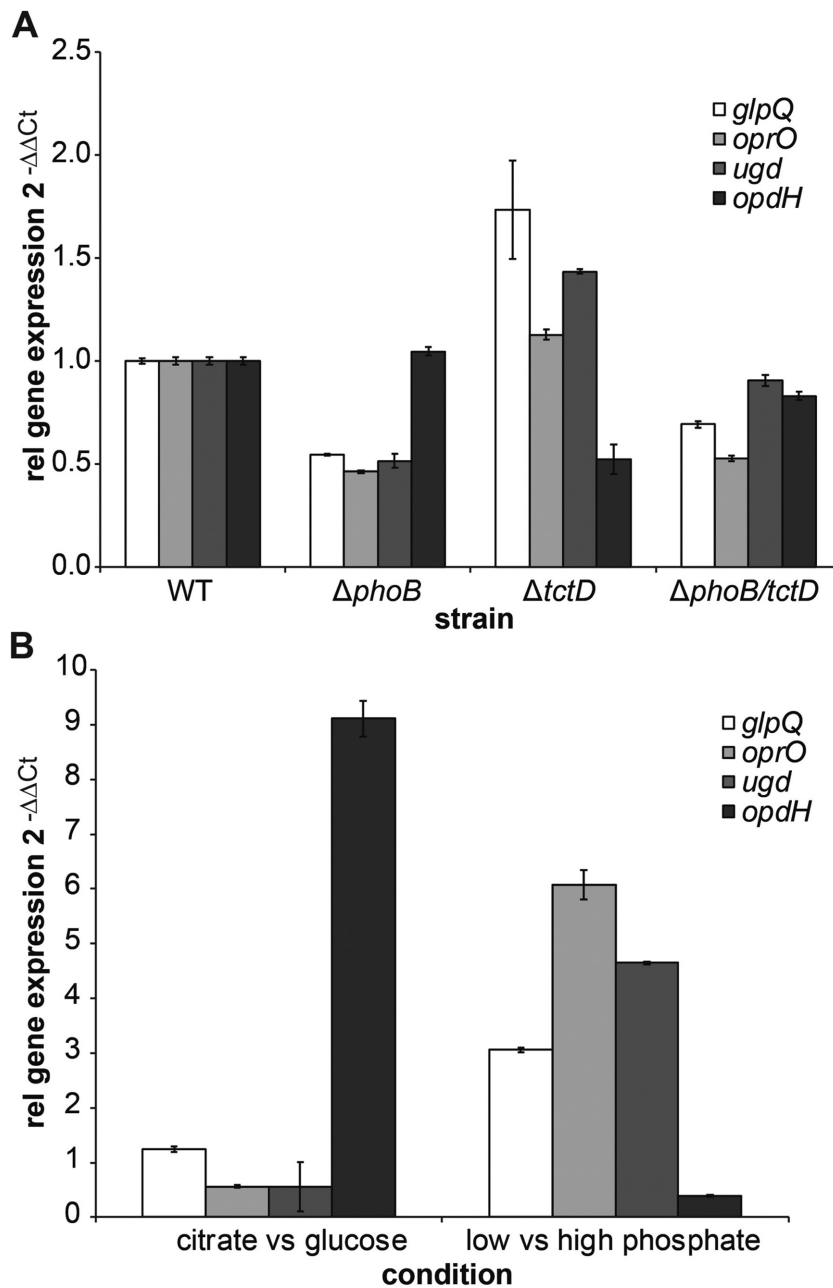 A
rel gene expression 2 -ΔΔCt
2.5
2.0
1.5
1.0
0.5
0.0
glpQ
oprO
ugd
opdH
WT
ΔphoB
ΔtctD
ΔphoB/tctD
strain
B
rel gene expression 2 -ΔΔCt
10
9
8
7
6
5
4
3
2
1
0
glpQ
oprO
ugd
opdH
citrate vs glucose
low vs high phosphate
condition